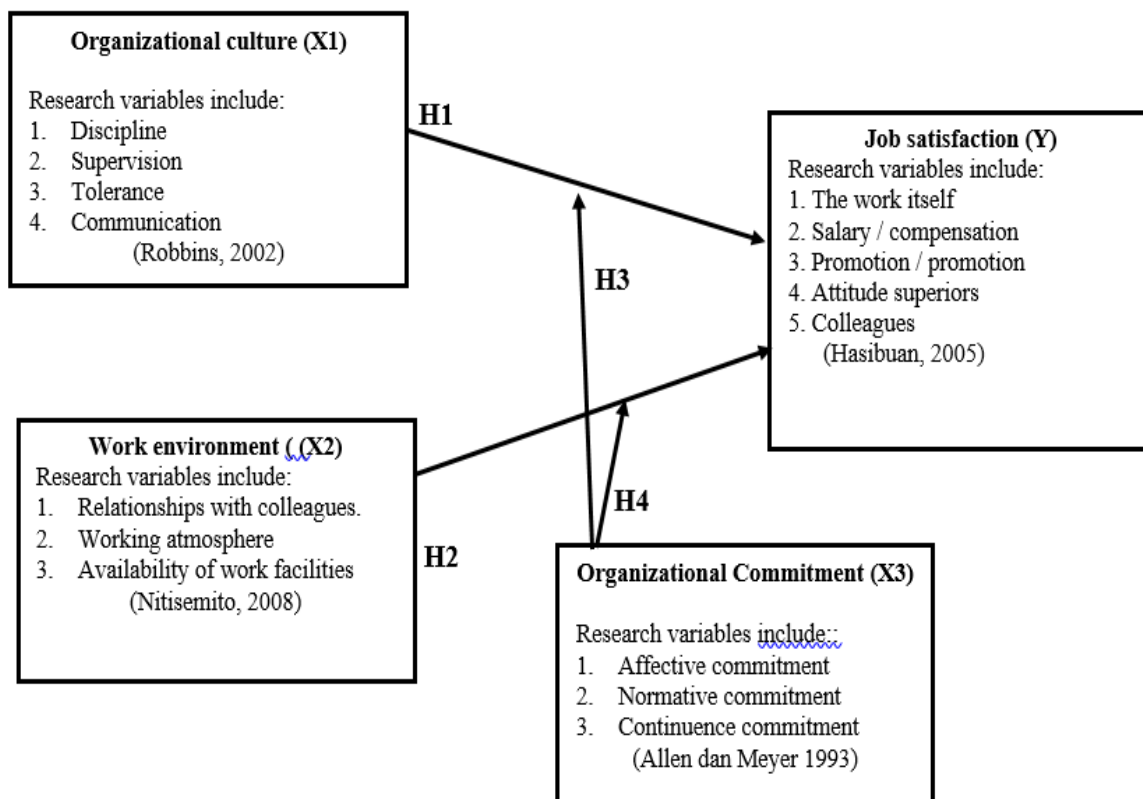 Organizational culture (X1)
Research variables include:
1. Discipline
2. Supervision
3. Tolerance
4. Communication
(Robbins, 2002)
H1
Job satisfaction (Y)
Research variables include:
1. The work itself
2. Salary / compensation
3. Promotion / promotion
4. Attitude superiors
5. Colleagues
(Hasibuan, 2005)
H3
Work environment ( (X2)
Research variables include:
1. Relationships with colleagues.
2. Working atmosphere
3. Availability of work facilities
(Nitisemito, 2008)
H2
H4
Organizational Commitment (X3)
Research variables include::
1. Affective commitment
2. Normative commitment
3. Continuence commitment
(Allen dan Meyer 1993)